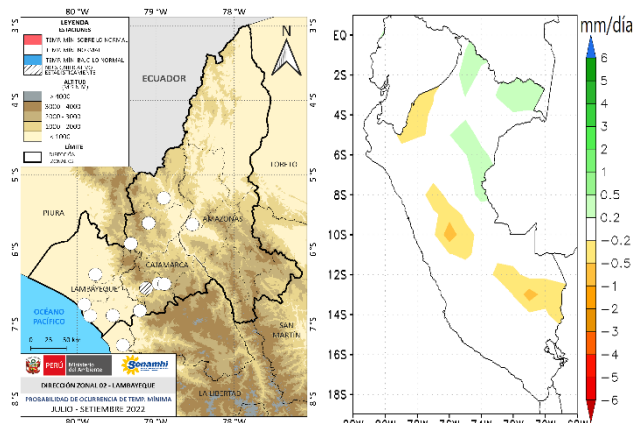 80°W 79°W 78°W
LEYENDA
ESTACIONES
TEMP. MÍN. SOBRE LO NORMAL
TEMP. MÍN. NORMAL
TEMP. MÍN. BAJO LO NORMAL
ESTADÍSTICAMENTE
> 4000
3000 - 4000
2000 - 3000
1000 - 2000
< 1000
LÍMITE
ECUADOR
3°S
4°S
5°S
6°S
7°S
8°S
LORETO
PIURA
AMAZONAS
CAJAMARCA
LAMBAYEQUE
OCÉANO
PACÍFICO
SAN
MARTÍN
LA LIBERTAD
0 25 50 km
PERÚ
Ministerio
del Ambiente
Senamhi
DIRECCIÓN ZONAL 02 - LAMBAYEQUE
PROBABILIDAD DE OCURRENCIA DE TEMP. MÍNIMA
JULIO - SETIEMBRE 2022
80°W 79°W 78°W
mm/día
EQ
2S
4S
6S
8S
10S
12S
14S
16S
18S
6
5
4
3
2
1
0.5
0.2
-0.2
-0.5
-1
-2
-3
-4
-5
-6